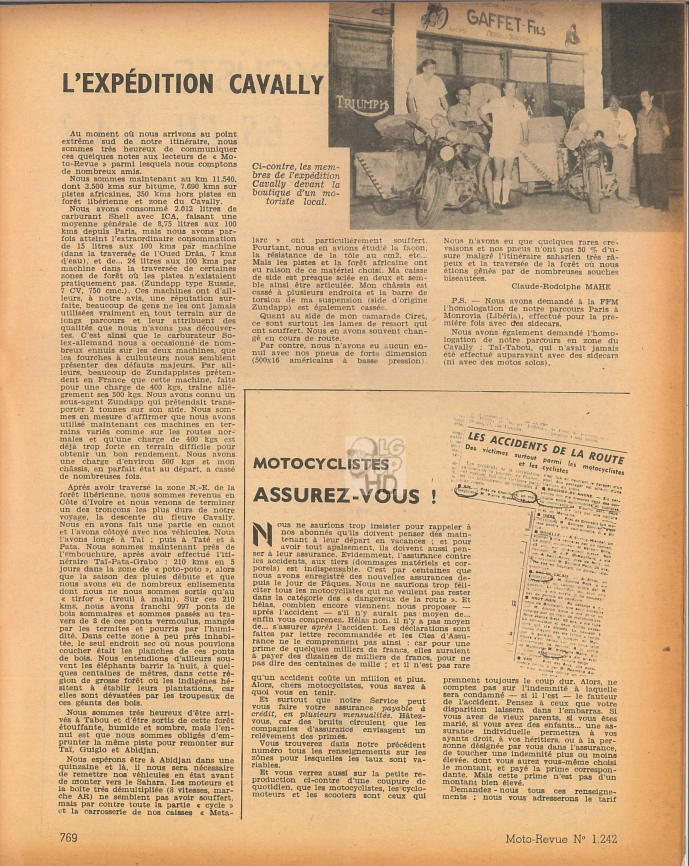 L'EXPÉDITION CAVALLY
GAFFET-FILS
TRIUMPH
Au moment où nous arrivons au point
extrême sud de notre itinéraire, nous
sommes très heureux de communiquer
ces quelques notes aux lecteurs de « Mo-
to-Revue » parmi lesquels nous comptons
de nombreux amis.
Nous sommes maintenant au km 11.540,
dont 3.500 kms sur bitume, 7.690 kms sur
pistes africaines, 350 kms hors pistes en
forêt libérienne et zone du Cavally.
Nous avons consommé 2.012 litres de
carburant Shell avec ICA, faisant une
moyenne générale de 8,75 litres aux 100
kms depuis Paris, mais nous avons par-
fois atteint l'extraordinaire consommation
de 15 litres aux 100 kms par machine
(dans la traversée de l'Oued Drâa, 7 kms
d'eau), et de... 24 litres aux 100 kms par
machine dans la traversée de certaines
zones de forêt où les pistes n'existaient
pratiquement pas. (Zundapp type Russie,
7 CV, 750 cmc.). Ces machines ont d'ail-
leurs, à notre avis, une réputation sur-
faite, beaucoup de gens ne les ont jamais
utilisées vraiment en tout terrain sur de
longs parcours et leur attribuent des
qualités que nous n'avons pas découver-
tes. C'est ainsi que le carburateur So-
lex-allemand nous a occasionné de nom-
breux ennuis sur les deux machines, que
les fourches à culbuteurs nous semblent
présenter des défauts majeurs. Par ail-
leurs, beaucoup de Zundappistes préten-
dent en France que cette machine, faite
pour une charge de 400 kgs, traîne allé-
grement ses 500 kgs. Nous avons connu un
sous-agent Zundapp qui prétendait trans-
porter 2 tonnes sur son side. Nous som-
mes en mesure d'affirmer que nous avons
utilisé maintenant ces machines en ter-
rains variés comme sur les routes nor-
males et qu'une charge de 400 kgs est
déjà trop forte en terrain difficile pour
obtenir un bon rendement. Nous avons
une charge d'environ 500 kgs et mon
châssis, en parfait état au départ, a cassé
de nombreuses fois.
Après avoir traversé la zone N.-E. de la
forêt libérienne, nous sommes revenus en
Côte d'Ivoire et nous venons de terminer
un des tronçons les plus durs de notre
voyage, la descente du fleuve Cavally.
Nous en avons fait une partie en canot
et l'avons côtoyé avec nos véhicules. Nous
l'avons longé à Taï ; puis à Taté et à
Pata. Nous sommes maintenant près de
l'embouchure, après avoir effectué l'iti-
néraire Taï-Pata-Grabo : 210 kms en 5
jours dans la zone de « poto-poto », alors
que la saison des pluies débute et que
nous avons eu de nombreux enlisements
dont nous ne nous sommes sortis qu'au
« tirfor » (treuil à main). Sur ces 210
kms, nous avons franchi 997 ponts de
bois sommaires et sommes passés au tra-
vers de 8 de ces ponts vermoulus, mangés
par les termites et pourris par l'humi-
dité. Dans cette zone à peu près inhabi-
tée, le seul endroit sec où nous pouvions
coucher était les planches de ces ponts
de bois. Nous entendions d'ailleurs sou-
vent les éléphants barrir la nuit, à quel-
ques centaines de mètres, dans cette ré-
gion de grosse forêt où les indigènes hé-
sitent à établir leurs plantations, car
elles sont dévastées par les troupeaux de
ces géants des bois.
Nous sommes très heureux d'être arri-
vés à Tabou et d'être sortis de cette forêt
étouffante, humide et sombre, mais l'en-
nui est que nous sommes obligés d'em-
prunter la même piste pour remonter sur
Taï, Guiglo et Abidjan.
Nous espérons être à Abidjan dans une
quinzaine et là, il nous sera nécessaire
de remettre nos véhicules en état avant
de monter vers le Sahara. Les moteurs et
la boîte très démultipliée (8 vitesses, mar-
che AR) ne semblent pas avoir souffert,
mais par contre toute la partie « cycle »
et la carrosserie de nos caisses « Meta-
Ci-contre, les mem-
bres de l'expédition
Cavally devant la
boutique d'un mo-
toriste local.
larc » ont particulièrement souffert.
Pourtant, nous en avions étudié la façon,
la résistance de la tôle au cm2, etc...
Mais les pistes et la forêt africaine ont
eu raison de ce matériel choisi. Ma caisse
de side est presque sciée en deux et sem-
ble ainsi être articulée. Mon châssis est
cassé à plusieurs endroits et la barre de
torsion de ma suspension (side d'origine
Zundapp) est également cassée.
Quant au side de mon camarade Ciret,
ce sont surtout les lames de ressort qui
ont souffert. Nous en avons souvent chan-
gé en cours de route.
Par contre, nous n'avons eu aucun en-
nui avec nos pneus de forte dimension
(500x16 américains à basse pression).
Nous n'avons eu que quelques rares cre-
vaisons et nos pneus n'ont pas 50 % d'u-
sure malgré l'itinéraire saharien très râ-
peux et la traversée de la forêt où nous
étions gênés par de nombreuses souches
biseautées.
Claude-Rodolphe MAHE
P.S. — Nous avons demandé à la FFM
l'homologation de notre parcours Paris à
Monrovia (Libéria), effectué pour la pre-
mière fois avec des sidecars.
Nous avons également demandé l'homo-
logation de notre parcours en zone du
Cavally : Taï-Tabou, qui n'avait jamais
été effectué auparavant avec des sidecars
(ni avec des motos solos).
MOTOCYCLISTES
ASSUREZ-VOUS !
LES ACCIDENTS DE LA ROUTE
Des victimes surtout parmi les motocyclistes
et les cyclistes
Nous ne saurions trop insister pour rappeler à
nos abonnés qu'ils doivent penser dès main-
tenant à leur départ en vacances ; et pour
avoir tout apaisement, ils doivent aussi pen-
ser à leur assurance. Evidemment, l'assurance contre
les accidents, aux tiers (dommages matériels et cor-
porels) est indispensable. C'est par centaines que
nous avons enregistré des nouvelles assurances de-
puis le jour de Pâques. Nous ne saurions trop féli-
citer tous les motocyclistes qui ne veulent pas rester
dans la catégorie des « dangereux de la route ». Et
hélas, combien encore viennent nous proposer —
après l'accident — s'il n'y aurait pas moyen de...
enfin vous comprenez. Hélas non, il n'y a pas moyen
de... s'assurer après l'accident. Les déclarations sont
faites par lettre recommandée et les Cies d'Assu-
rance ne le comprennent pas ainsi ; car pour une
prime de quelques milliers de francs, elles auraient
à payer des dizaines de milliers de francs, pour ne
pas dire des centaines de mille ; et il n'est pas rare
qu'un accident coûte un million et plus.
Alors, chers motocyclistes, vous savez à
quoi vous en tenir.
Et surtout que notre Service peut
vous faire votre assurance payable à
crédit, en plusieurs mensualités. Hâtez-
vous, car des bruits circulent que les
compagnies d'assurance envisagent un
relèvement des primes.
Vous trouverez dans notre précédent
numéro tous les renseignements sur les
zônes pour lesquelles les taux sont va-
riables.
Et vous verrez aussi sur la petite re-
production ci-contre d'une coupure de
quotidien, que les motocyclistes, les cyclo-
moteurs et les scooters sont ceux qui
prennent toujours le coup dur. Alors, ne
comptez pas sur l'indemnité à laquelle
sera condamné — si il l'est — le fauteur
de l'accident. Pensez à ceux que votre
disparition laissera dans l'embarras. Si
vous avez de vieux parents, si vous êtes
marié, si vous avez des enfants... une as-
surance individuelle permettra à vos
ayants droit, à vos héritiers, ou à la per-
sonne désignée par vous dans l'assurance,
de toucher une indemnité plus ou moins
élevée, dont vous aurez vous-même choisi
le montant, et payé la prime correspon-
dante. Mais cette prime n'est pas d'un
montant bien élevé.
Demandez-nous tous ces renseigne-
ments ; nous vous adresserons le tarif
769
Moto-Revue N° 1.242